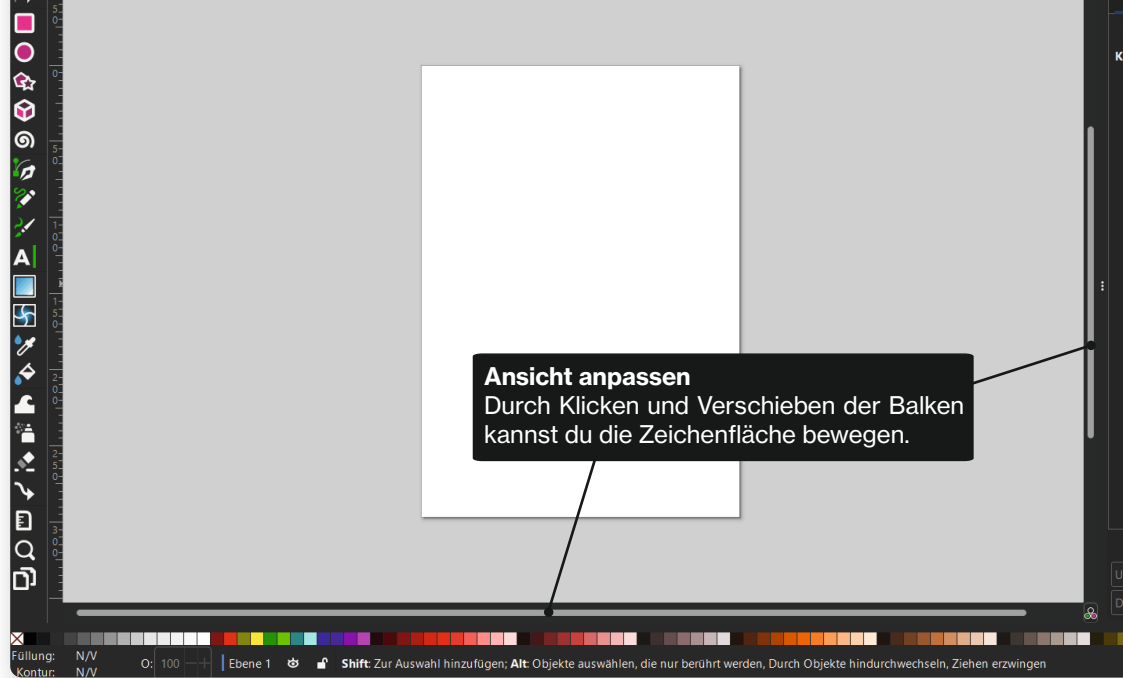 K
Ansicht anpassen
Durch Klicken und Verschieben der Balken
kannst du die Zeichenfläche bewegen.
U
D
Füllung: N/V
Kontur: N/V
O: 100
Ebene 1
Shift: Zur Auswahl hinzufügen; Alt: Objekte auswählen, die nur berührt werden, Durch Objekte hindurchwechseln, Ziehen erzwingen